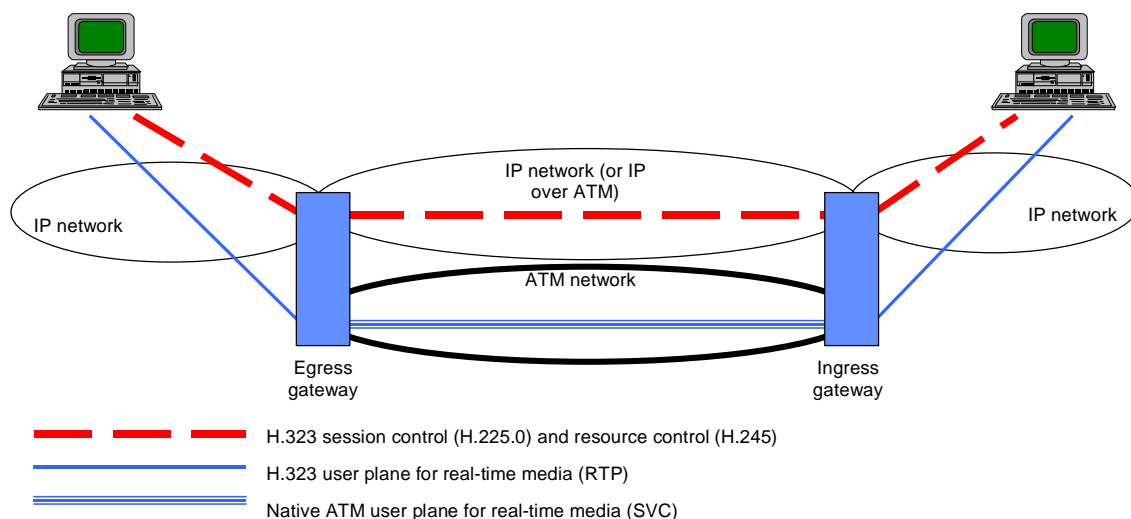 IP network (or IP
over ATM)
IP network
IP network
ATM network
Egress
gateway
Ingress
gateway
H.323 session control (H.225.0) and resource control (H.245)
H.323 user plane for real-time media (RTP)
Native ATM user plane for real-time media (SVC)